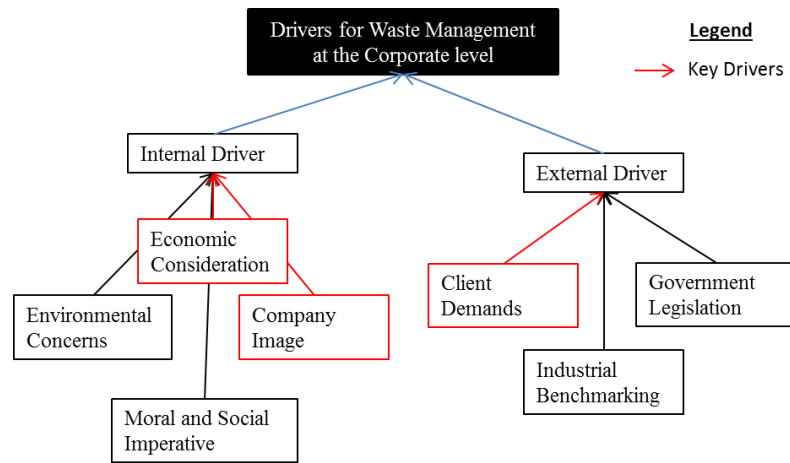 Drivers for Waste Management
at the Corporate level
Legend
Key Drivers
Internal Driver
External Driver
Economic
Consideration
Client
Demands
Government
Legislation
Environmental
Concerns
Company
Image
Industrial
Benchmarking
Moral and Social
Imperative